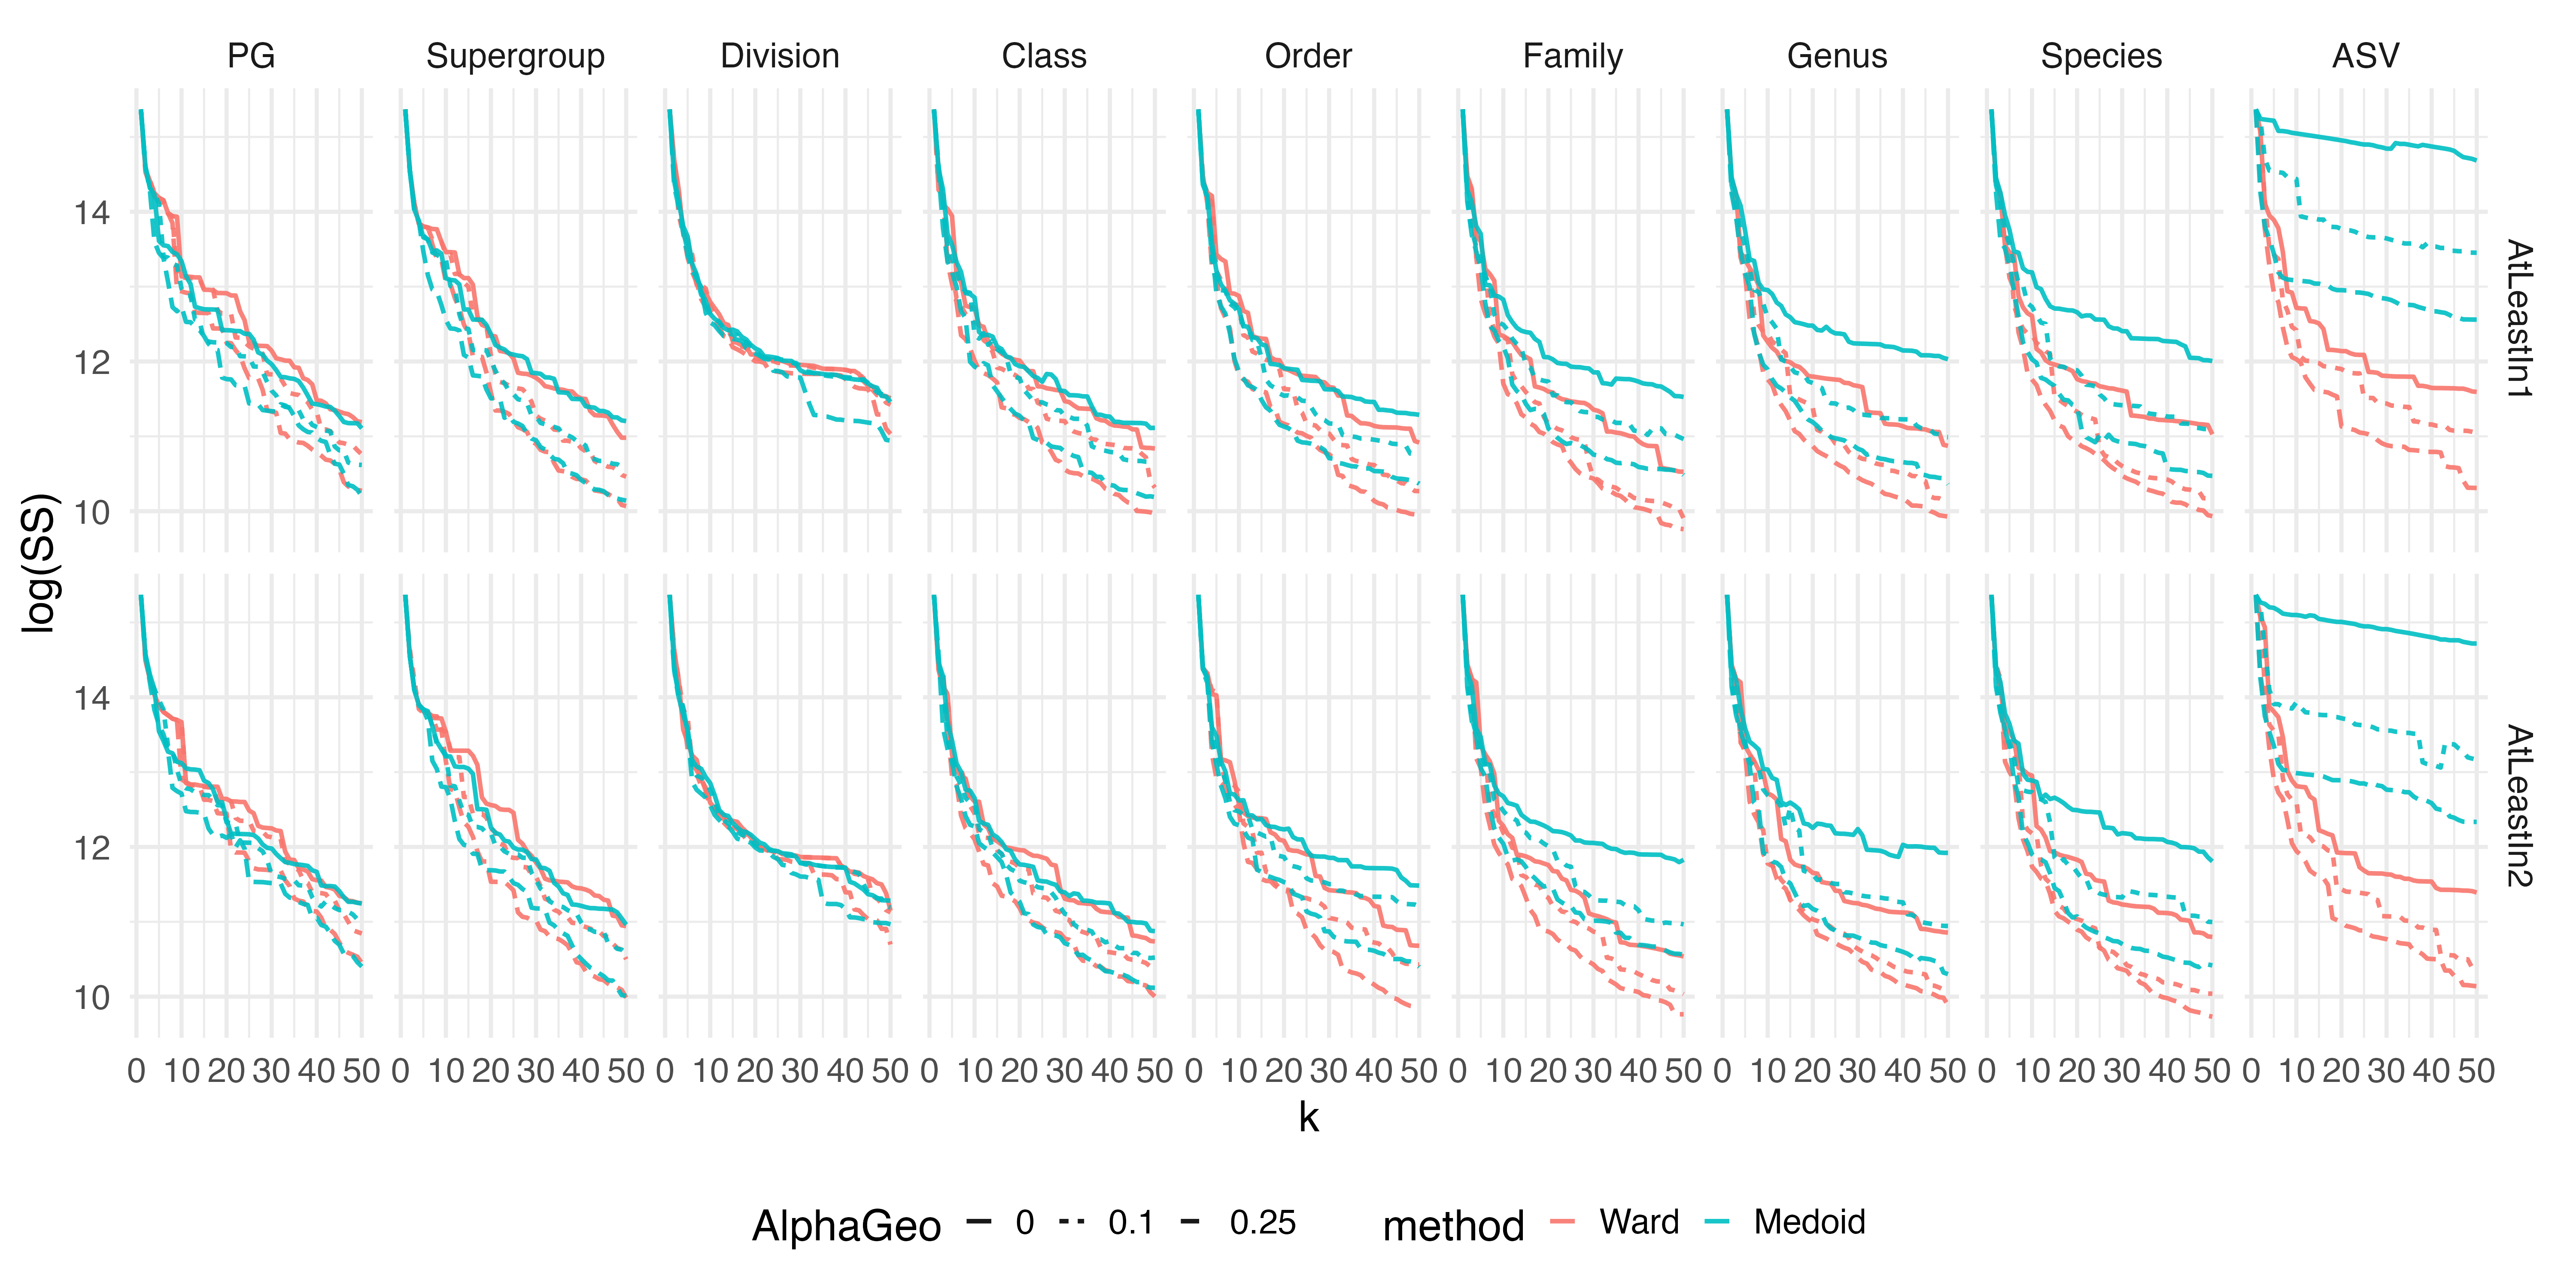 PG Supergroup Division Class Order Family Genus Species ASV
log(SS)
14
12
10
AtLeastIn1
14
12
10
AtLeastIn2
0 10 20 30 40 50 0 10 20 30 40 50 0 10 20 30 40 50 0 10 20 30 40 50 0 10 20 30 40 50 0 10 20 30 40 50 0 10 20 30 40 50 0 10 20 30 40 50 0 10 20 30 40 50
k
AlphaGeo 0 0.1 0.25 method Ward Medoid